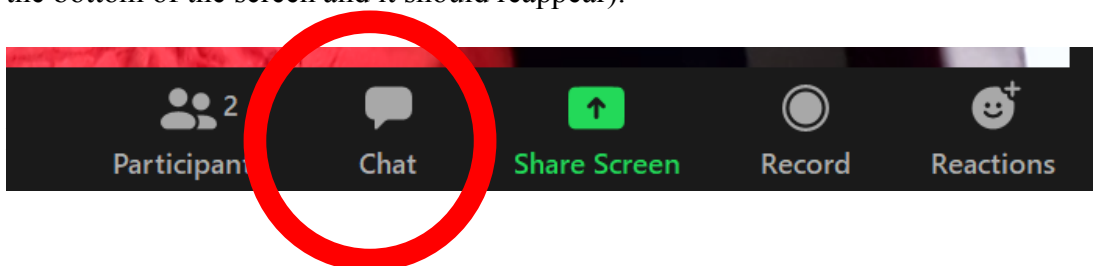 the bottom of the screen and it should reappear).
2
Participant
Chat
Share Screen
Record
Reactions